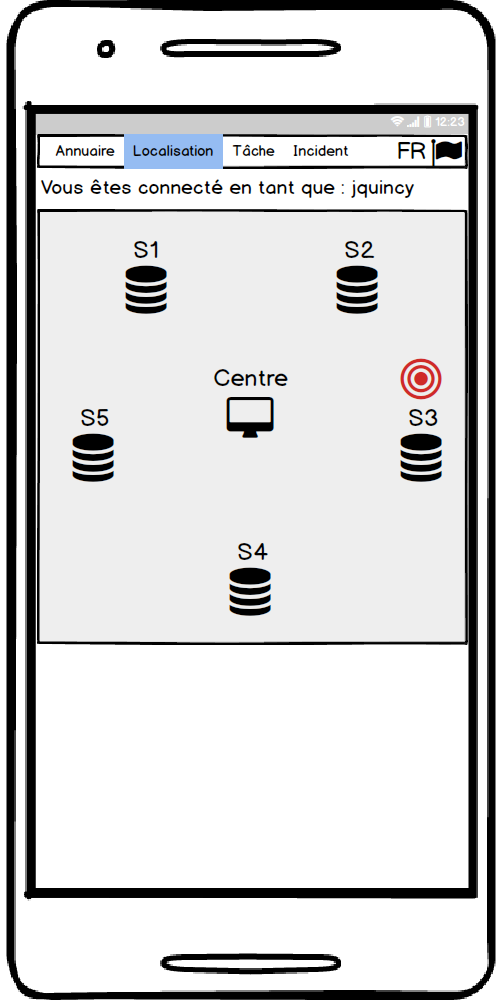 12:23
Annuaire Localisation Tâche Incident FR
Vous êtes connecté en tant que : jquincy
S1 S2
Centre
S5 S3
S4